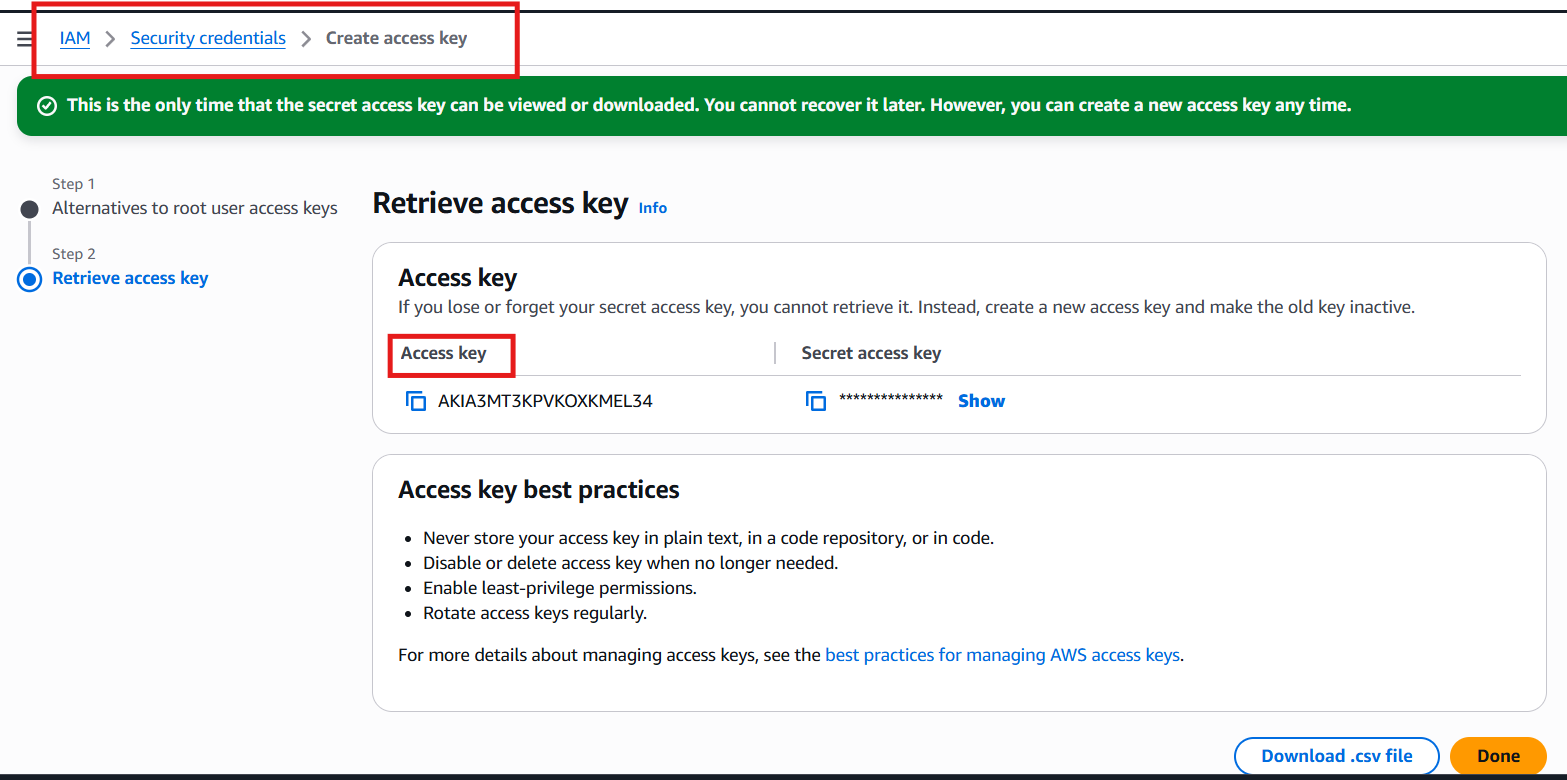 IAM > Security credentials > Create access key
This is the only time that the secret access key can be viewed or downloaded. You cannot recover it later. However, you can create a new access key any time.
Step 1
Alternatives to root user access keys
Step 2
Retrieve access key
Retrieve access key Info
Access key
If you lose or forget your secret access key, you cannot retrieve it. Instead, create a new access key and make the old key inactive.
Access key
Secret access key
AKIA3MT3KPVKOXKMEL34
*************** Show
Access key best practices
• Never store your access key in plain text, in a code repository, or in code.
• Disable or delete access key when no longer needed.
• Enable least-privilege permissions.
• Rotate access keys regularly.
For more details about managing access keys, see the best practices for managing AWS access keys.
Download .csv file
Done